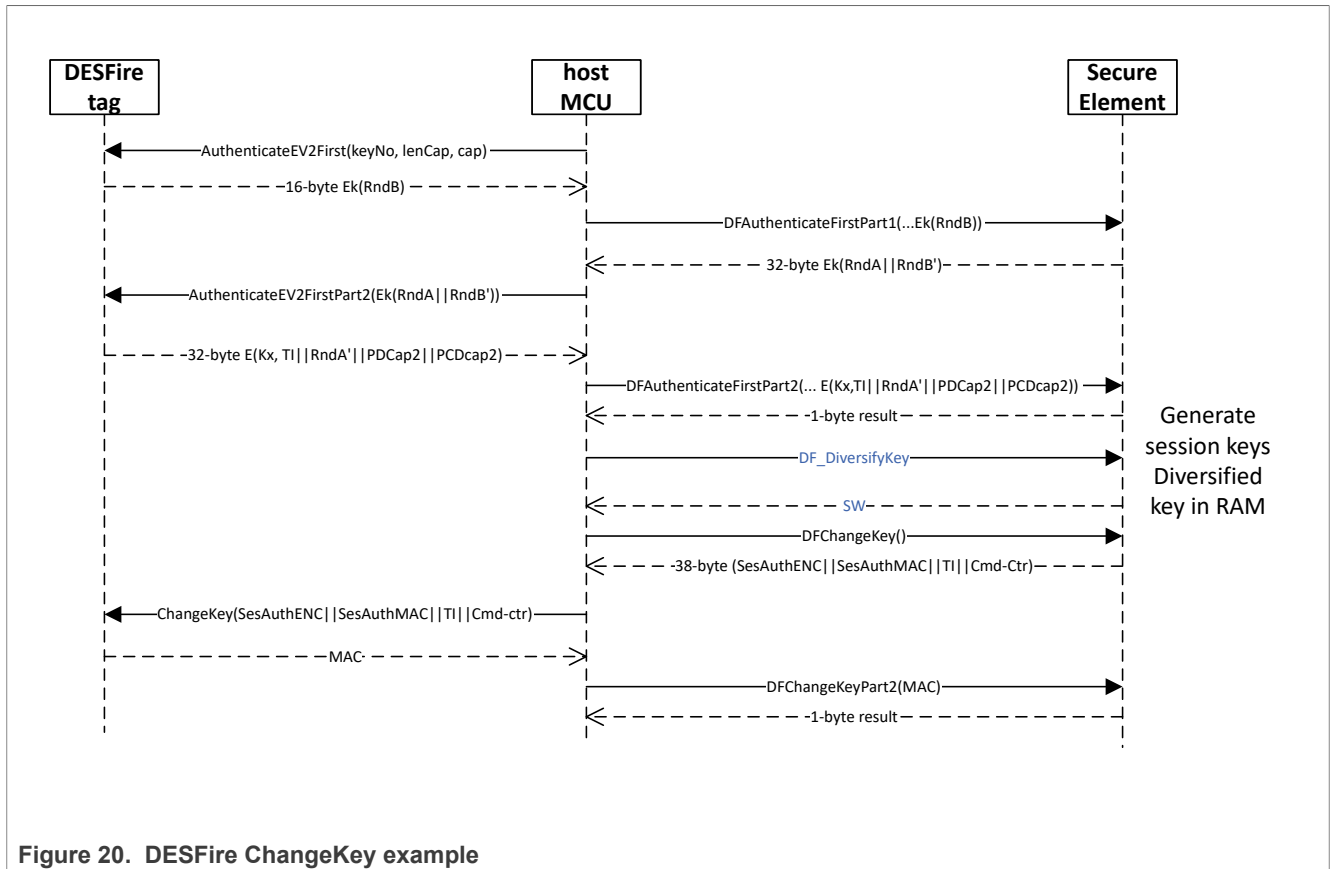 DESFire
tag
host
MCU
Secure
Element
AuthenticateEV2First(keyNo, lenCap, cap)
16-byte Ek(RndB)
DFAuthenticateFirstPart1(...Ek(RndB))
32-byte Ek(RndA||RndB')
AuthenticateEV2FirstPart2(Ek(RndA||RndB'))
32-byte E(Kx, TI||RndA'||PDCap2||PCDcap2)
DFAuthenticateFirstPart2(... E(Kx,TI||RndA'||PDCap2||PCDcap2))
1-byte result
Generate
session keys
Diversified
key in RAM
DF_DiversifyKey
SW
DFChangeKey()
38-byte (SesAuthENC||SesAuthMAC||TI||Cmd-Ctr)
ChangeKey(SesAuthENC||SesAuthMAC||TI||Cmd-ctr)
MAC
DFChangeKeyPart2(MAC)
1-byte result
Figure 20. DESFire ChangeKey example